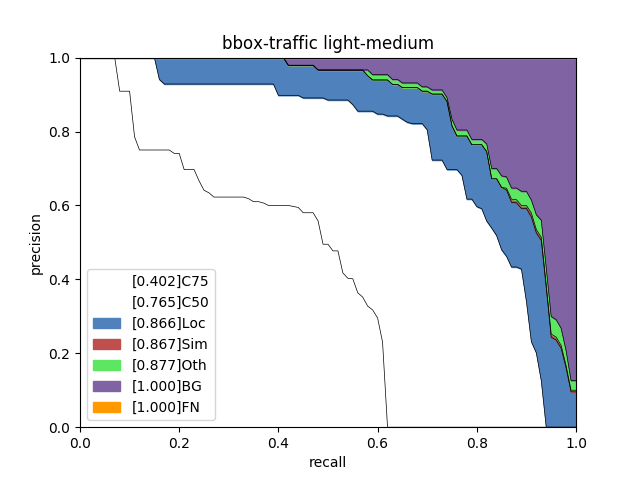 bbox-traffic light-medium
1.0
0.8
0.6
0.4
0.2
0.0
precision
[0.402]C75
[0.765]C50
[0.866]Loc
[0.867]Sim
[0.877]Oth
[1.000]BG
[1.000]FN
0.0 0.2 0.4 0.6 0.8 1.0
recall